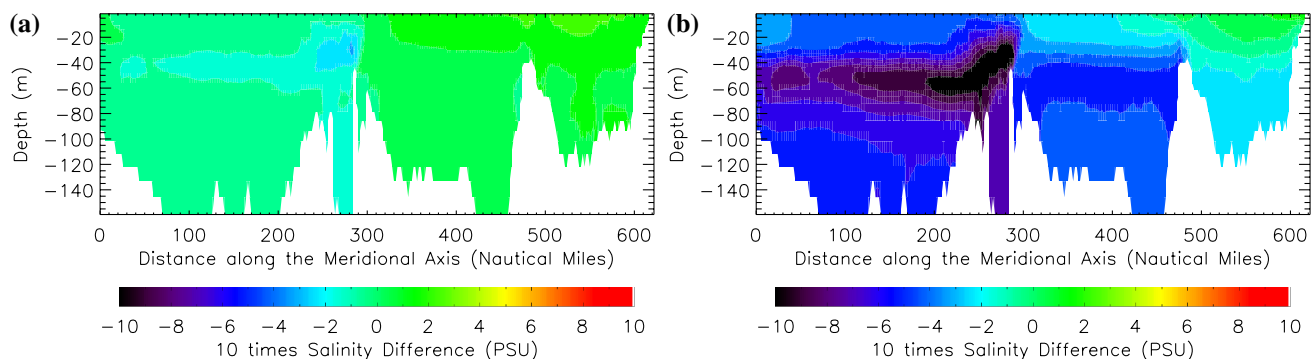 (a)
Depth (m)
−20
−40
−60
−80
−100
−120
−140
0 100 200 300 400 500 600
Distance along the Meridional Axis (Nautical Miles)
−10 −8 −6 −4 −2 0 2 4 6 8 10
10 times Salinity Difference (PSU)
(b)
Depth (m)
−20
−40
−60
−80
−100
−120
−140
0 100 200 300 400 500 600
Distance along the Meridional Axis (Nautical Miles)
−10 −8 −6 −4 −2 0 2 4 6 8 10
10 times Salinity Difference (PSU)